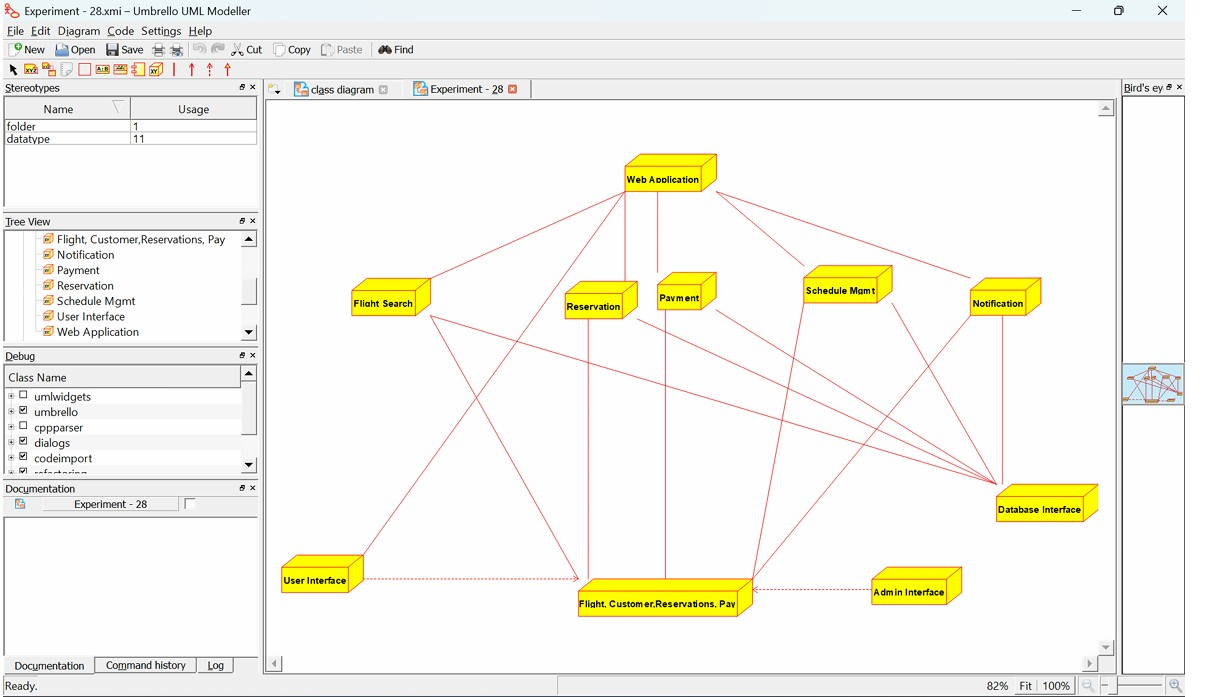 Experiment - 28.xmi – Umbrello UML Modeller
File Edit Diagram Code Settings Help
New Open Save Cut Copy Paste Find
Stereotypes
Name Usage
folder 1
datatype 11
Tree View
Flight, Customer,Reservations, Pay
Notification
Payment
Reservation
Schedule Mgmt
User Interface
Web Application
Debug
Class Name
umlwidgets
umbrello
cppparser
dialogs
codeimport
refactoring
Documentation
Experiment - 28
Documentation Command history Log
Ready.
class diagram Experiment - 28
Bird's ey
Web Application
Flight Search
Reservation
Payment
Schedule Mgmt
Notification
Database Interface
User Interface
Flight, Customer,Reservations, Pay
Admin Interface
82% Fit 100%